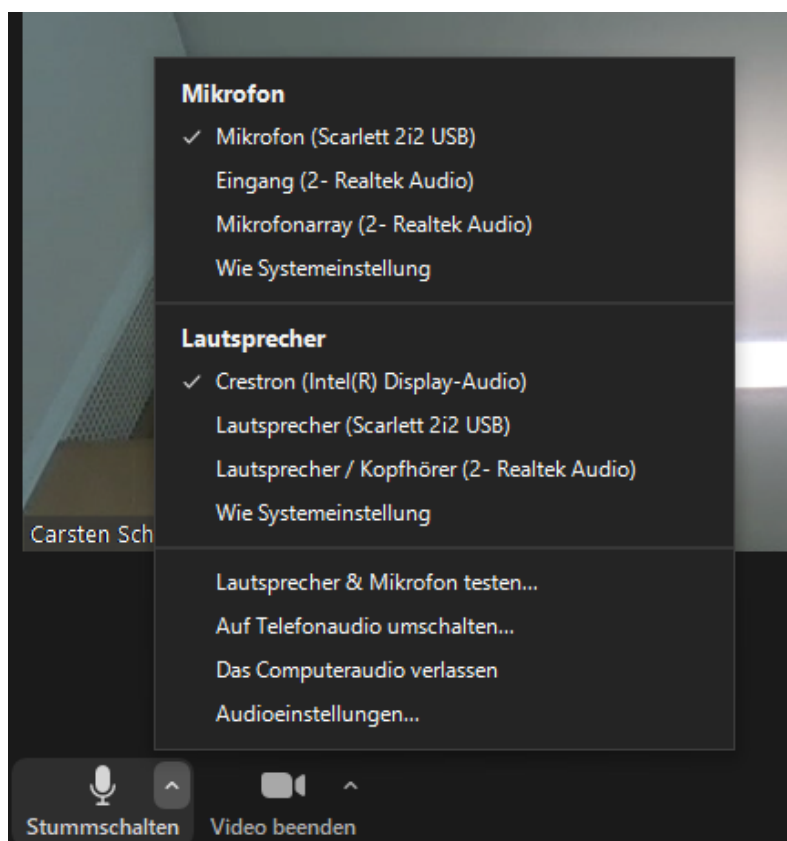 Mikrofon
Mikrofon (Scarlett 2i2 USB)
Eingang (2- Realtek Audio)
Mikrofonarray (2- Realtek Audio)
Wie Systemeinstellung
Lautsprecher
Crestron (Intel(R) Display-Audio)
Lautsprecher (Scarlett 2i2 USB)
Lautsprecher / Kopfhörer (2- Realtek Audio)
Wie Systemeinstellung
Carsten Sch
Lautsprecher & Mikrofon testen...
Auf Telefonaudio umschalten...
Das Computeraudio verlassen
Audioeinstellungen...
Stummschalten Video beenden